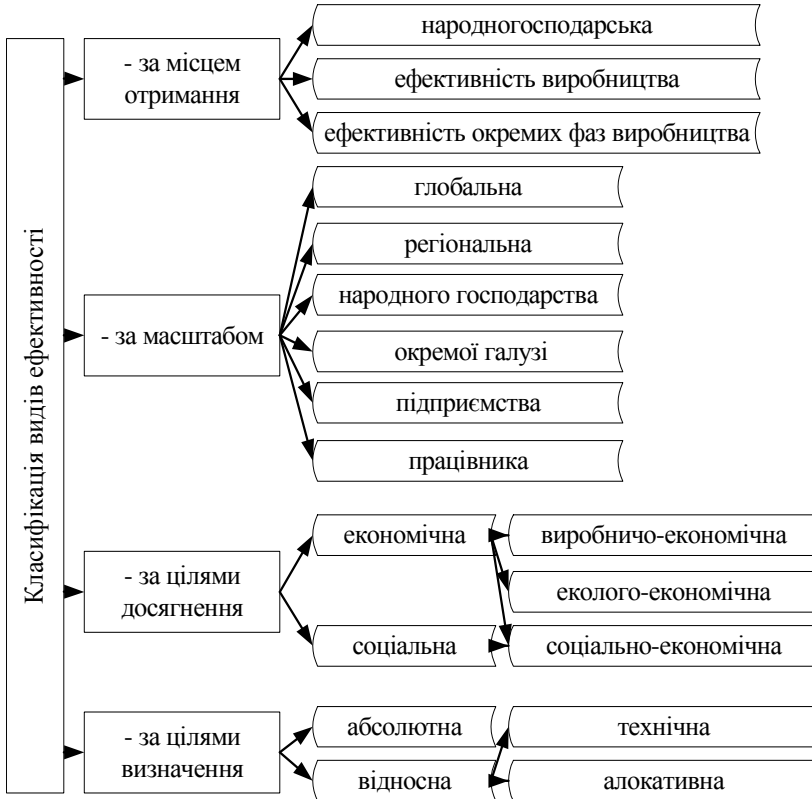 Класифікація видів ефективності
- за місцем
отримання
народногосподарська
ефективність виробництва
ефективність окремих фаз виробництва
- за масштабом
глобальна
регіональна
народного господарства
окремої галузі
підприємства
працівника
- за цілями
досягнення
економічна
виробничо-економічна
еколого-економічна
соціальна
соціально-економічна
- за цілями
визначення
абсолютна
технічна
відносна
алокативна